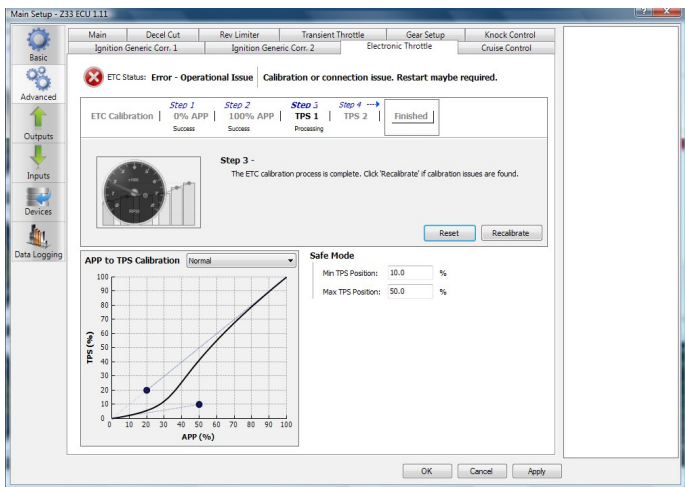 Main Setup - Z33 ECU 1.11
Main Decel Cut Rev Limiter Transient Throttle Gear Setup Knock Control
Ignition Generic Corr. 1 Ignition Generic Corr. 2 Electronic Throttle Cruise Control
Basic
Advanced
Outputs
Inputs
Devices
Data Logging
ETC Status: Error - Operational Issue Calibration or connection issue. Restart maybe required.
Step 1 Step 2 Step 3 Step 4
ETC Calibration 0% APP 100% APP TPS 1 TPS 2 Finished
Success Success Processing
Step 3 -
The ETC calibration process is complete. Click 'Recalibrate' if calibration issues are found.
Reset Recalibrate
APP to TPS Calibration Normal
TPS (%)
100
90
80
70
60
50
40
30
20
10
0
0 10 20 30 40 50 60 70 80 90 100
APP (%)
Safe Mode
Min TPS Position: 10.0 %
Max TPS Position: 50.0 %
OK Cancel Apply